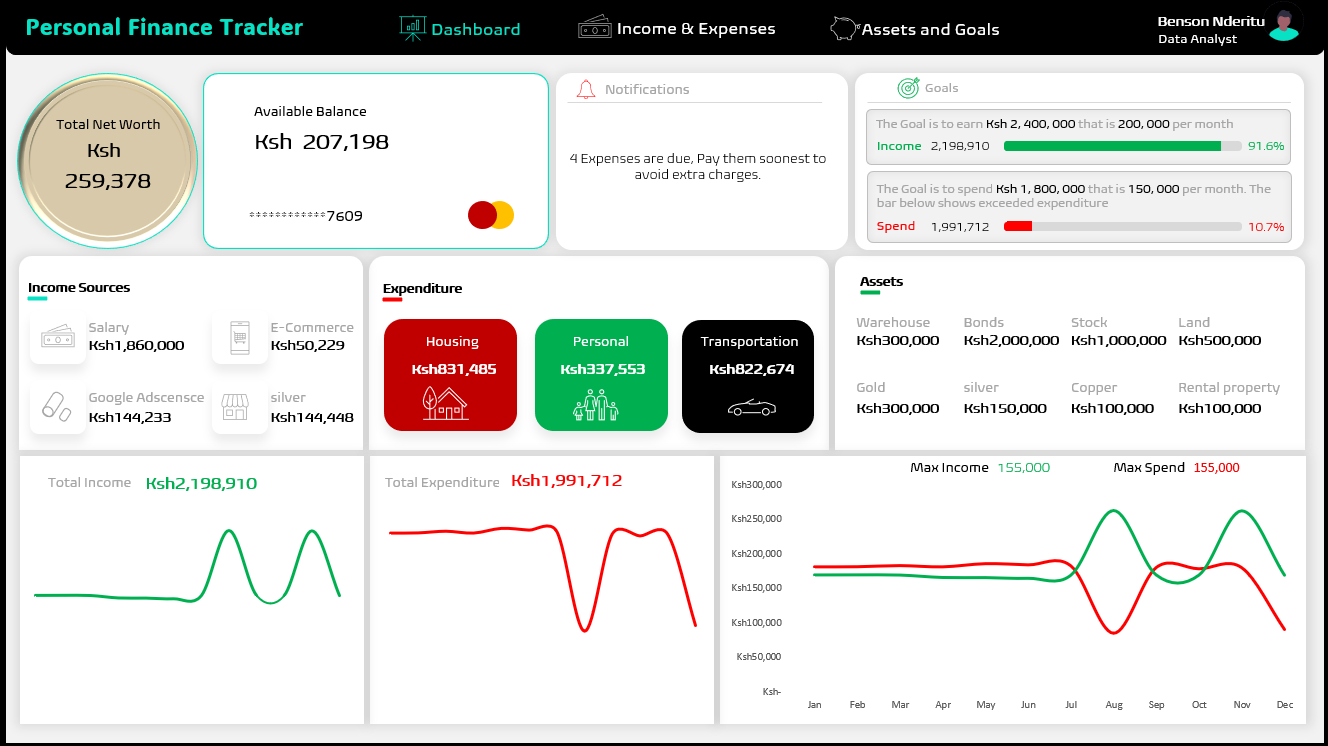 Personal Finance Tracker
Dashboard
Income & Expenses
Assets and Goals
Benson Nderitu
Data Analyst
Total Net Worth
Ksh
259,378
Available Balance
Ksh 207,198
************7609
Notifications
4 Expenses are due, Pay them soonest to
avoid extra charges.
Goals
The Goal is to earn Ksh 2, 400, 000 that is 200, 000 per month
Income 2,198,910 91.6%
The Goal is to spend Ksh 1, 800, 000 that is 150, 000 per month. The
bar below shows exceeded expenditure
Spend 1,991,712 10.7%
Income Sources
Salary
Ksh1,860,000
E-Commerce
Ksh50,229
Google Adscensce
Ksh144,233
silver
Ksh144,448
Expenditure
Housing
Ksh831,485
Personal
Ksh337,553
Transportation
Ksh822,674
Assets
Warehouse
Ksh300,000
Bonds
Ksh2,000,000
Stock
Ksh1,000,000
Land
Ksh500,000
Gold
Ksh300,000
silver
Ksh150,000
Copper
Ksh100,000
Rental property
Ksh100,000
Total Income Ksh2,198,910
Total Expenditure Ksh1,991,712
Max Income 155,000
Max Spend 155,000
Ksh300,000
Ksh250,000
Ksh200,000
Ksh150,000
Ksh100,000
Ksh50,000
Ksh-
Jan Feb Mar Apr May Jun Jul Aug Sep Oct Nov Dec